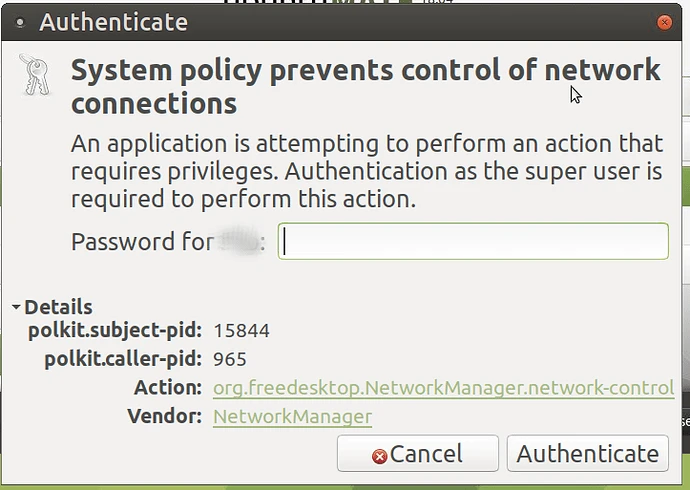 Authenticate
System policy prevents control of network
connections
An application is attempting to perform an action that
requires privileges. Authentication as the super user is
required to perform this action.
Password for :
Details
polkit.subject-pid: 15844
polkit.caller-pid: 965
Action: org.freedesktop.NetworkManager.network-control
Vendor: NetworkManager
Cancel Authenticate